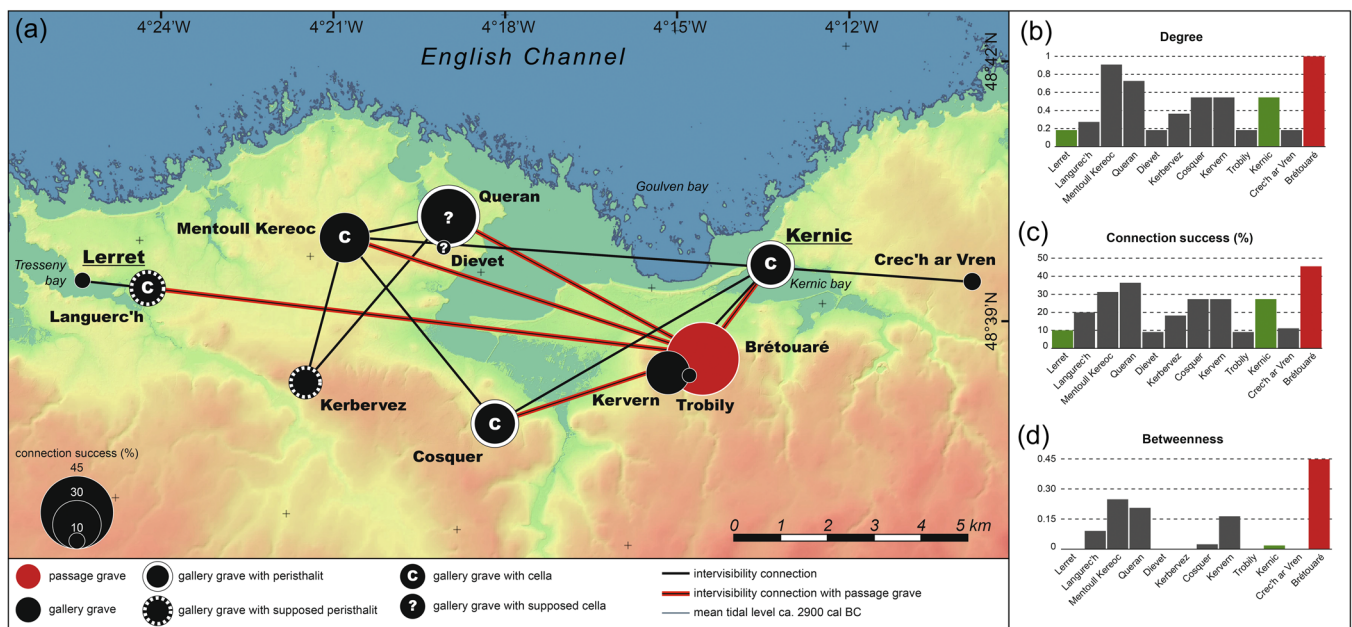 (a)
4°24'W
4°21'W
4°18'W
4°15'W
4°12'W
48°42'N
48°39'N
English Channel
Goulven bay
Queran
?
Mentoull Kereoc
C
?
Dievet
Kernic
C
Kernic bay
Crec'h ar Vren
Lerret
Tresseny
bay
C
Languerc'h
Brétouaré
Kervern
Trobily
Kerbervez
C
Cosquer
connection success (%)
45
30
10
0 1 2 3 4 5 km
passage grave
gallery grave
gallery grave with peristhalit
gallery grave with supposed peristhalit
C gallery grave with cella
? gallery grave with supposed cella
intervisibility connection
intervisibility connection with passage grave
mean tidal level ca. 2900 cal BC
(b)
Degree
1
0.8
0.6
0.4
0.2
0
Lerret
Langurec'h
Mentoull Kereoc
Queran
Dievet
Kerbervez
Cosquer
Kervern
Trobily
Kernic
Crec'h ar Vren
Brétouaré
(c)
Connection success (%)
50
40
30
20
10
0
Lerret
Langurec'h
Mentoull Kereoc
Queran
Dievet
Kerbervez
Cosquer
Kervern
Trobily
Kernic
Crec'h ar Vren
Brétouaré
(d)
Betweenness
0.45
0.30
0.15
0
Lerret
Langurec'h
Mentoull Kereoc
Queran
Dievet
Kerbervez
Cosquer
Kervern
Trobily
Kernic
Crec'h ar Vren
Brétouaré